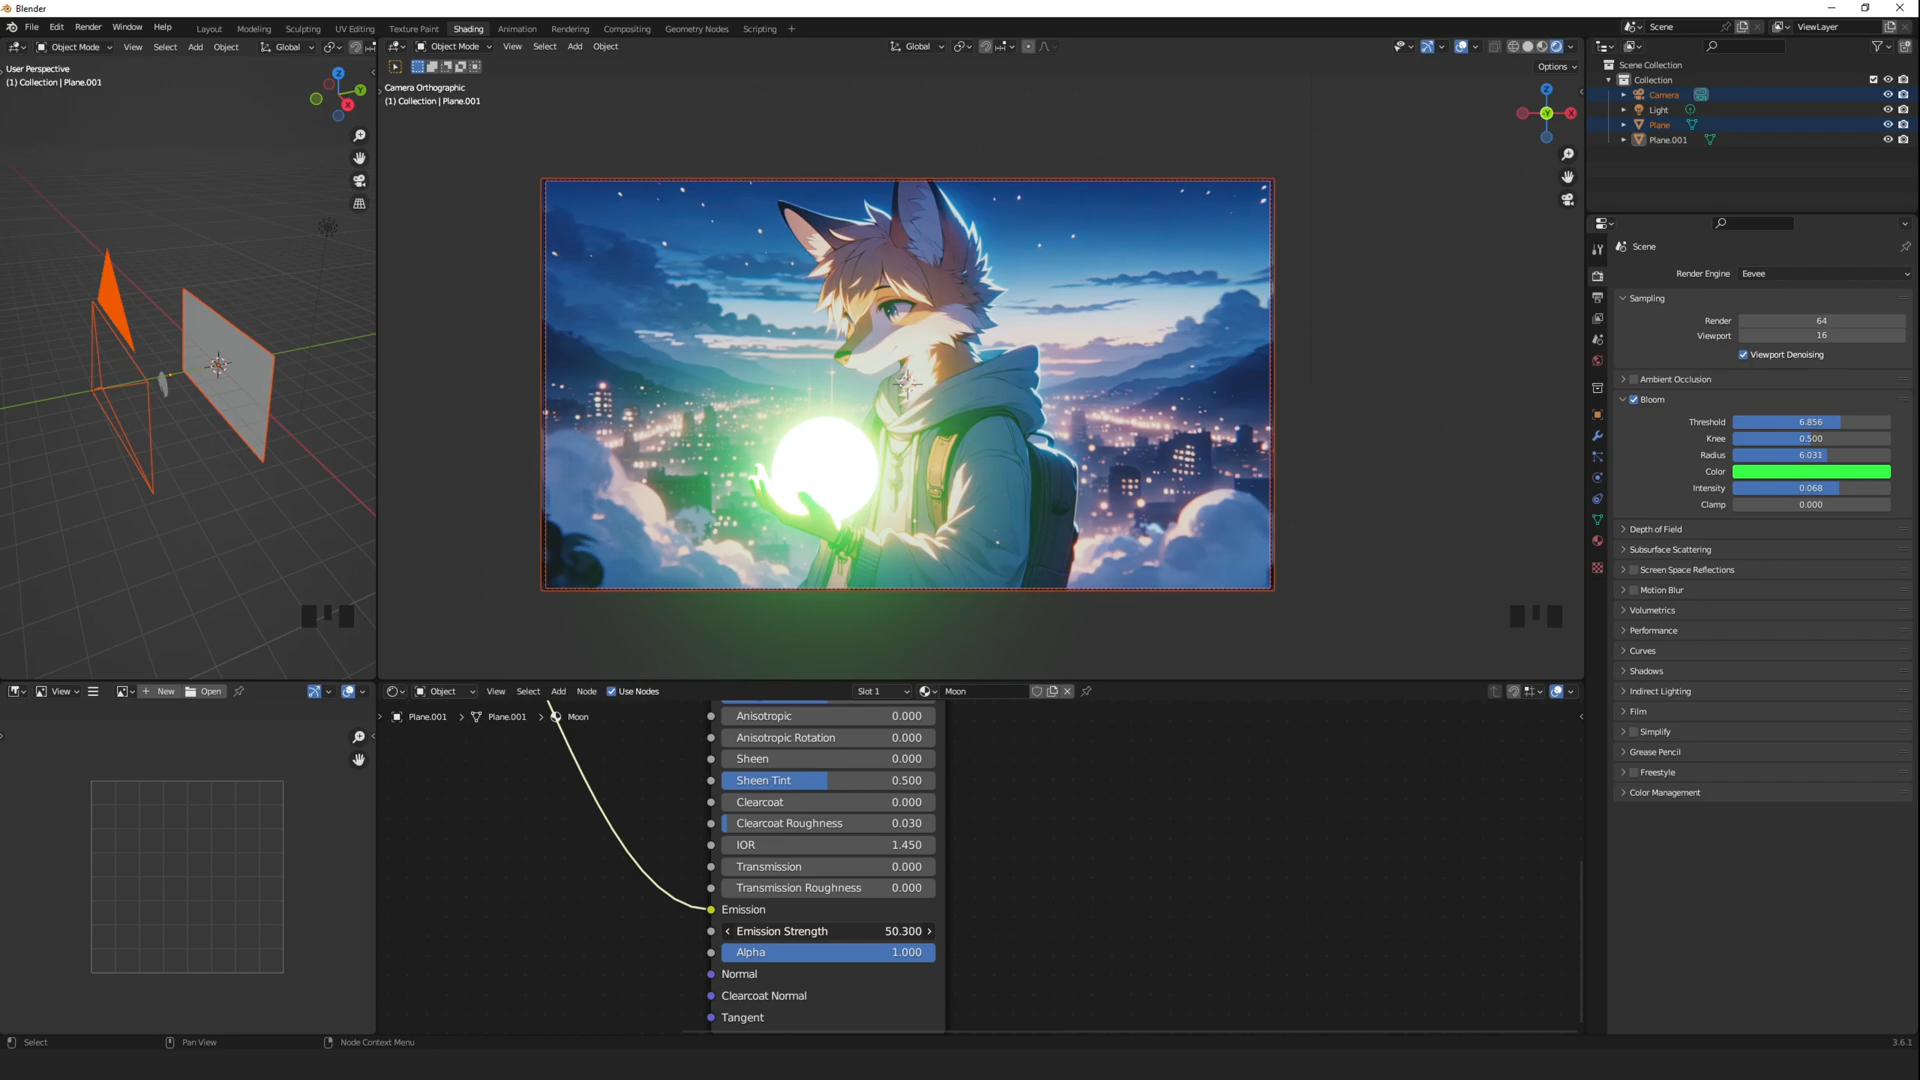 Blender
File Edit Render Window Help
Layout Modeling Sculpting UV Editing Texture Paint Shading Animation Rendering Compositing Geometry Nodes Scripting +
Scene
ViewLayer
Object Mode View Select Add Object Global
Object Mode View Select Add Object
Global
Options
User Perspective
(1) Collection | Plane.001
Z
Y
X
Camera Orthographic
(1) Collection | Plane.001
Z
-Y
X
Scene Collection
Collection
Camera
Light
Plane
Plane.001
Scene
Render Engine Eevee
Sampling
Render 64
Viewport 16
Viewport Denoising
Ambient Occlusion
Bloom
Threshold 6.856
Knee 0.500
Radius 6.031
Color
Intensity 0.068
Clamp 0.000
Depth of Field
Subsurface Scattering
Screen Space Reflections
Motion Blur
Volumetrics
Performance
Curves
Shadows
Indirect Lighting
Film
Simplify
Grease Pencil
Freestyle
Color Management
View New Open
Object View Select Add Node Use Nodes Slot 1 Moon
Plane.001 > Plane.001 > Moon
Anisotropic 0.000
Anisotropic Rotation 0.000
Sheen 0.000
Sheen Tint 0.500
Clearcoat 0.000
Clearcoat Roughness 0.030
IOR 1.450
Transmission 0.000
Transmission Roughness 0.000
Emission
Emission Strength 50.300
Alpha 1.000
Normal
Clearcoat Normal
Tangent
Select Pan View Node Context Menu
3.6.1